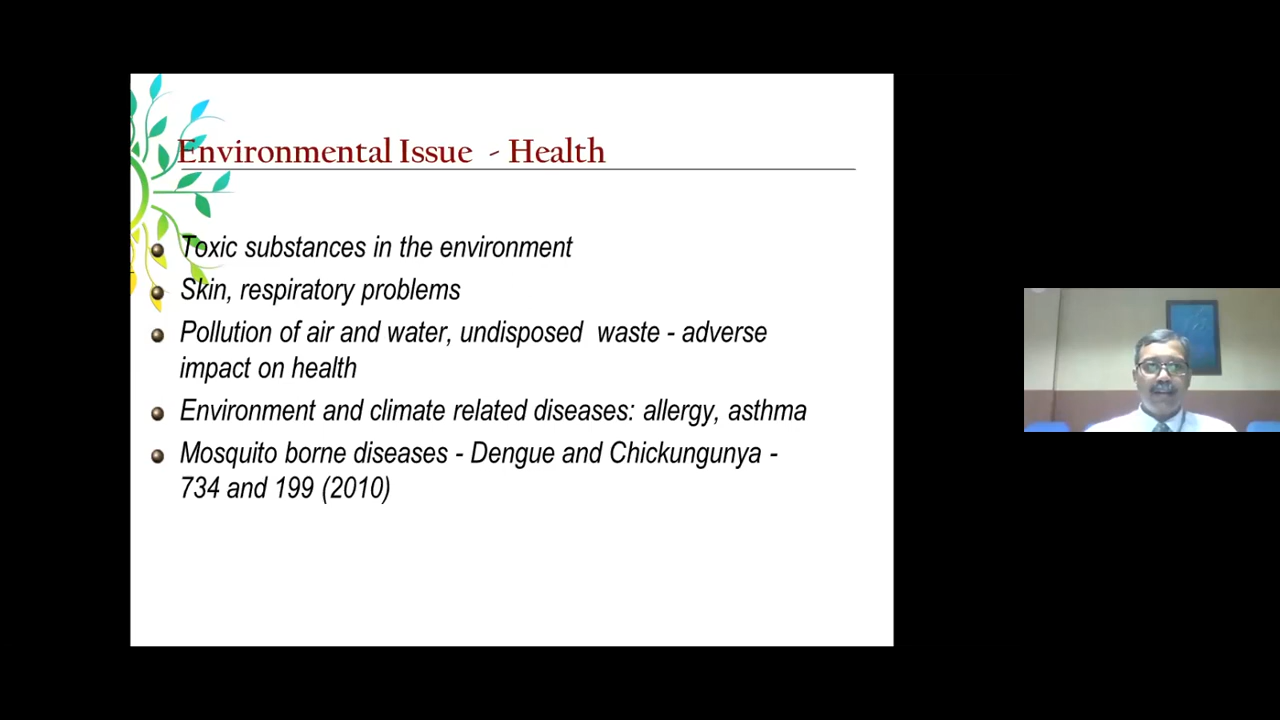 Environmental Issue - Health
Toxic substances in the environment
Skin, respiratory problems
Pollution of air and water, undisposed waste - adverse
impact on health
Environment and climate related diseases: allergy, asthma
Mosquito borne diseases - Dengue and Chickungunya -
734 and 199 (2010)